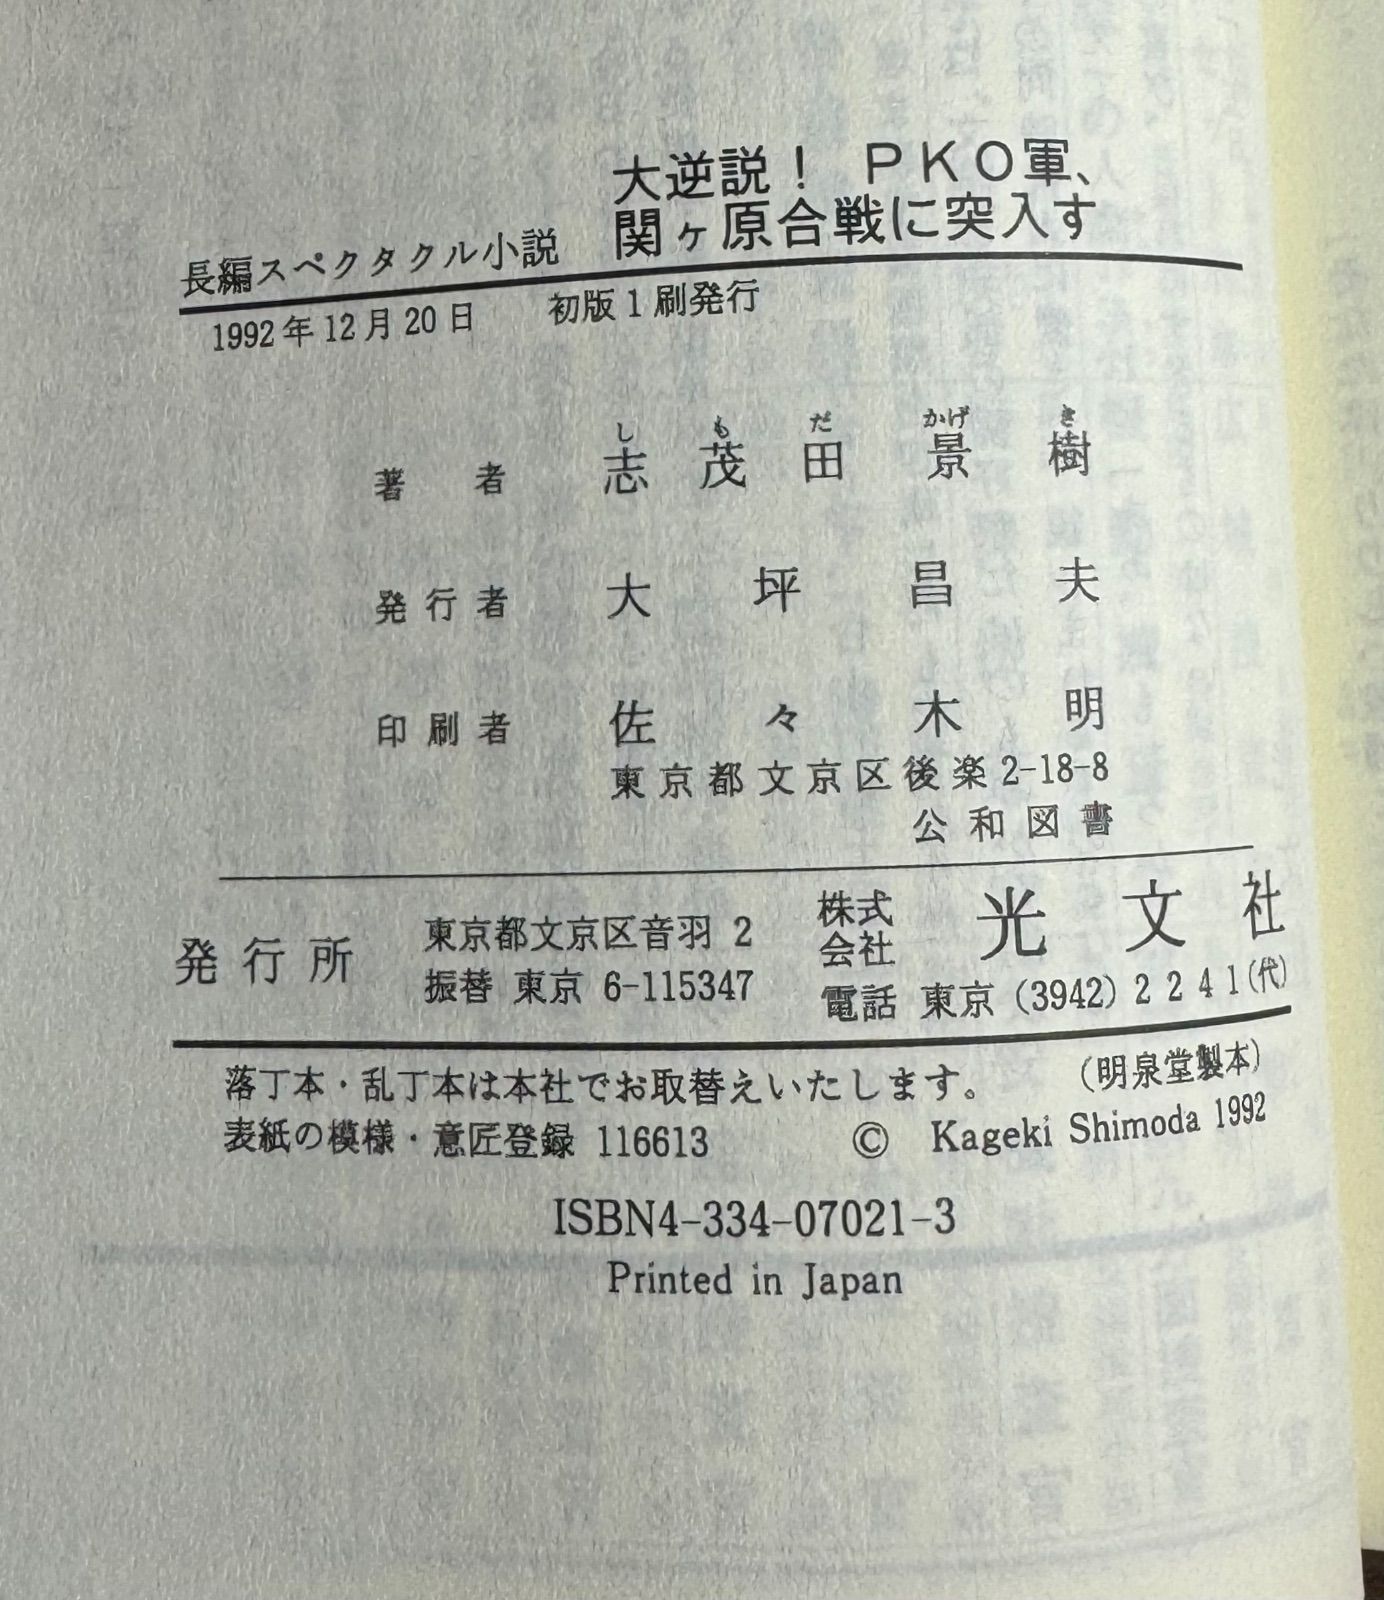 長編スペクタクル小説 大逆説！ PKO軍、
関ヶ原合戦に突入す
1992年12月20日 初版1刷発行
し も だ かげ き
著者 志茂田景樹
発行者 大坪昌夫
印刷者 佐々木明
東京都文京区後楽2-18-8
公和図書
発行所 東京都文京区音羽2 株式会社 光文社
振替 東京 6-115347 電話 東京 (3942) 2241(代)
落丁本・乱丁本は本社でお取替えいたします。 (明泉堂製本)
表紙の模様・意匠登録 116613 © Kageki Shimoda 1992
ISBN4-334-07021-3
Printed in Japan